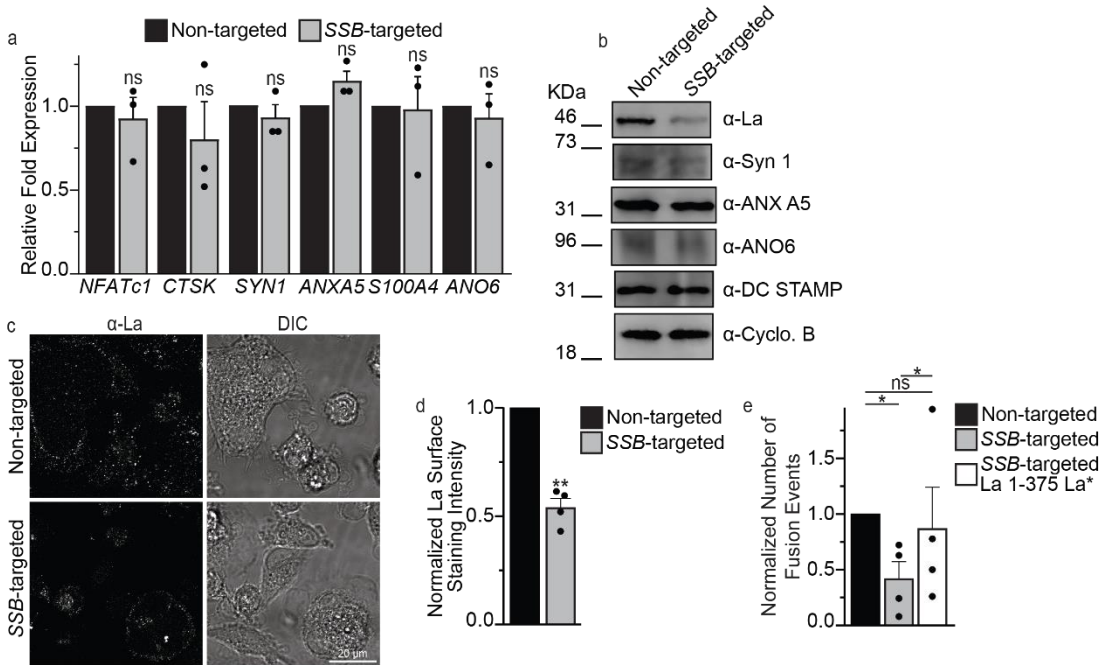 a
Non-targeted
SSB-targeted
Relative Fold Expression
1.0
0.5
0.0
ns
ns
ns
ns
ns
ns
NFATc1
CTSK
SYN1
ANXA5
S100A4
ANO6
b
Non-targeted
SSB-targeted
KDa
46
73
31
96
31
18
α-La
α-Syn 1
α-ANX A5
α-ANO6
α-DC STAMP
α-Cyclo. B
c
α-La
DIC
Non-targeted
SSB-targeted
20 µm
d
Non-targeted
SSB-targeted
Normalized La Surface
Staining Intensity
1.0
0.5
0.0
**
e
Normalized Number of
Fusion Events
1.5
1.0
0.5
0.0
ns
*
*
Non-targeted
SSB-targeted
SSB-targeted
La 1-375 La*